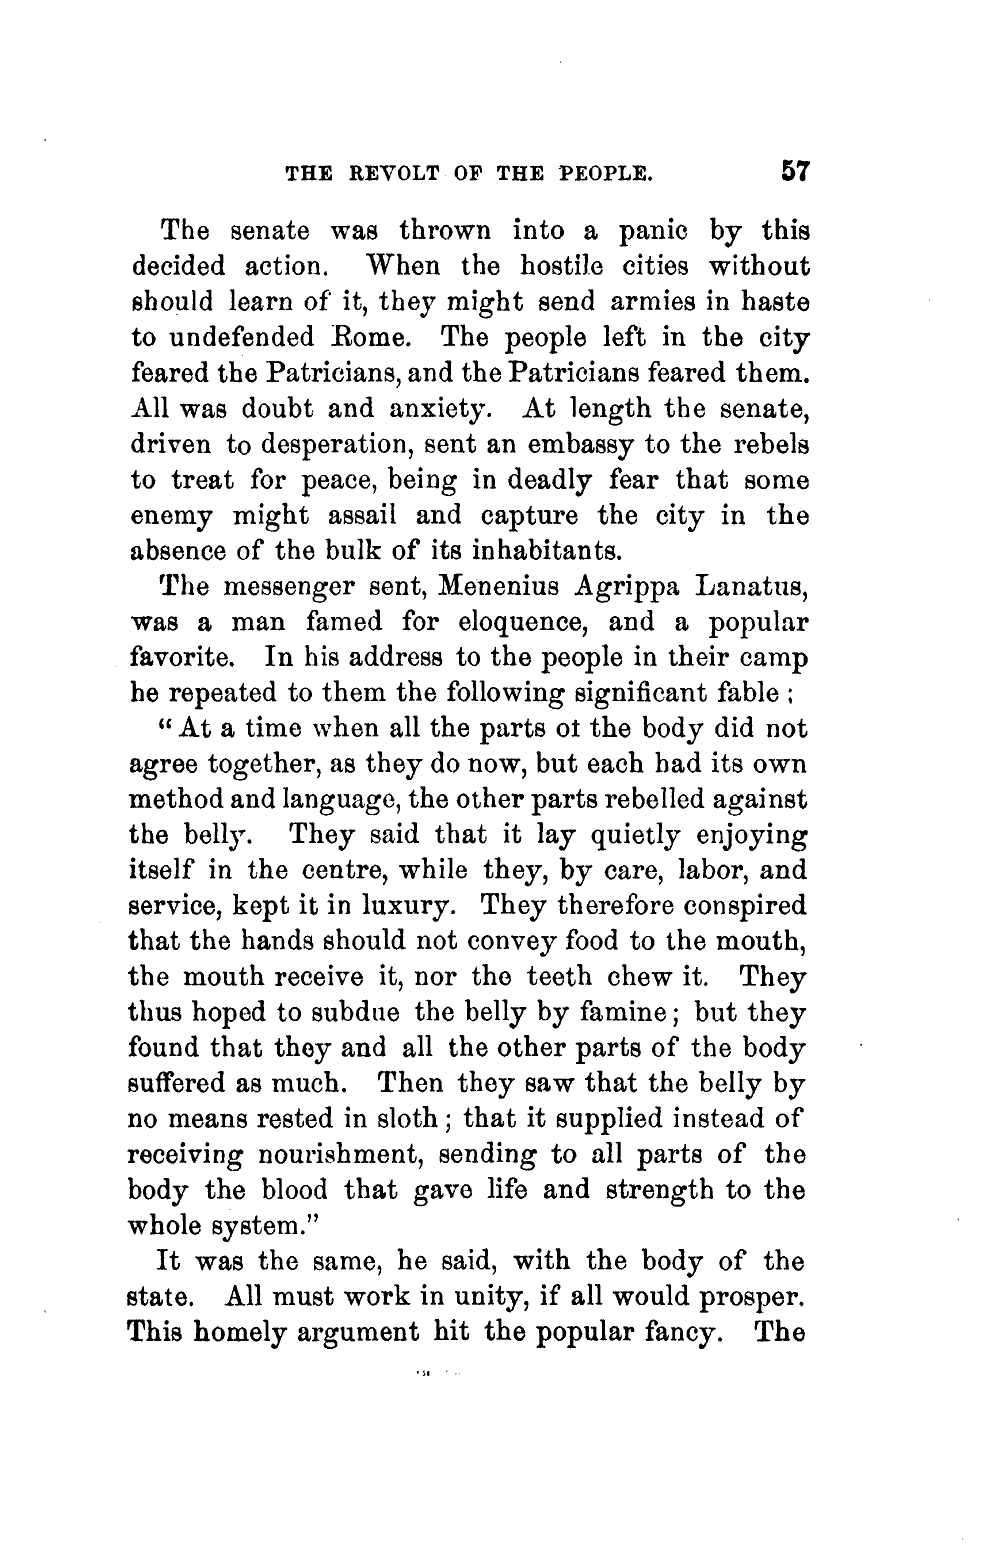 THE REVOLT OF THE PEOPLE. 57
The senate was thrown into a panic by this
decided action. When the hostile cities without
should learn of it, they might send armies in haste
to undefended Rome. The people left in the city
feared the Patricians, and the Patricians feared them.
All was doubt and anxiety. At length the senate,
driven to desperation, sent an embassy to the rebels
to treat for peace, being in deadly fear that some
enemy might assail and capture the city in the
absence of the bulk of its inhabitants.
The messenger sent, Menenius Agrippa Lanatus,
was a man famed for eloquence, and a popular
favorite. In his address to the people in their camp
he repeated to them the following significant fable;
“At a time when all the parts of the body did not
agree together, as they do now, but each had its own
method and language, the other parts rebelled against
the belly. They said that it lay quietly enjoying
itself in the centre, while they, by care, labor, and
service, kept it in luxury. They therefore conspired
that the hands should not convey food to the mouth,
the mouth receive it, nor the teeth chew it. They
thus hoped to subdue the belly by famine; but they
found that they and all the other parts of the body
suffered as much. Then they saw that the belly by
no means rested in sloth; that it supplied instead of
receiving nourishment, sending to all parts of the
body the blood that gave life and strength to the
whole system.”
It was the same, he said, with the body of the
state. All must work in unity, if all would prosper.
This homely argument hit the popular fancy. The